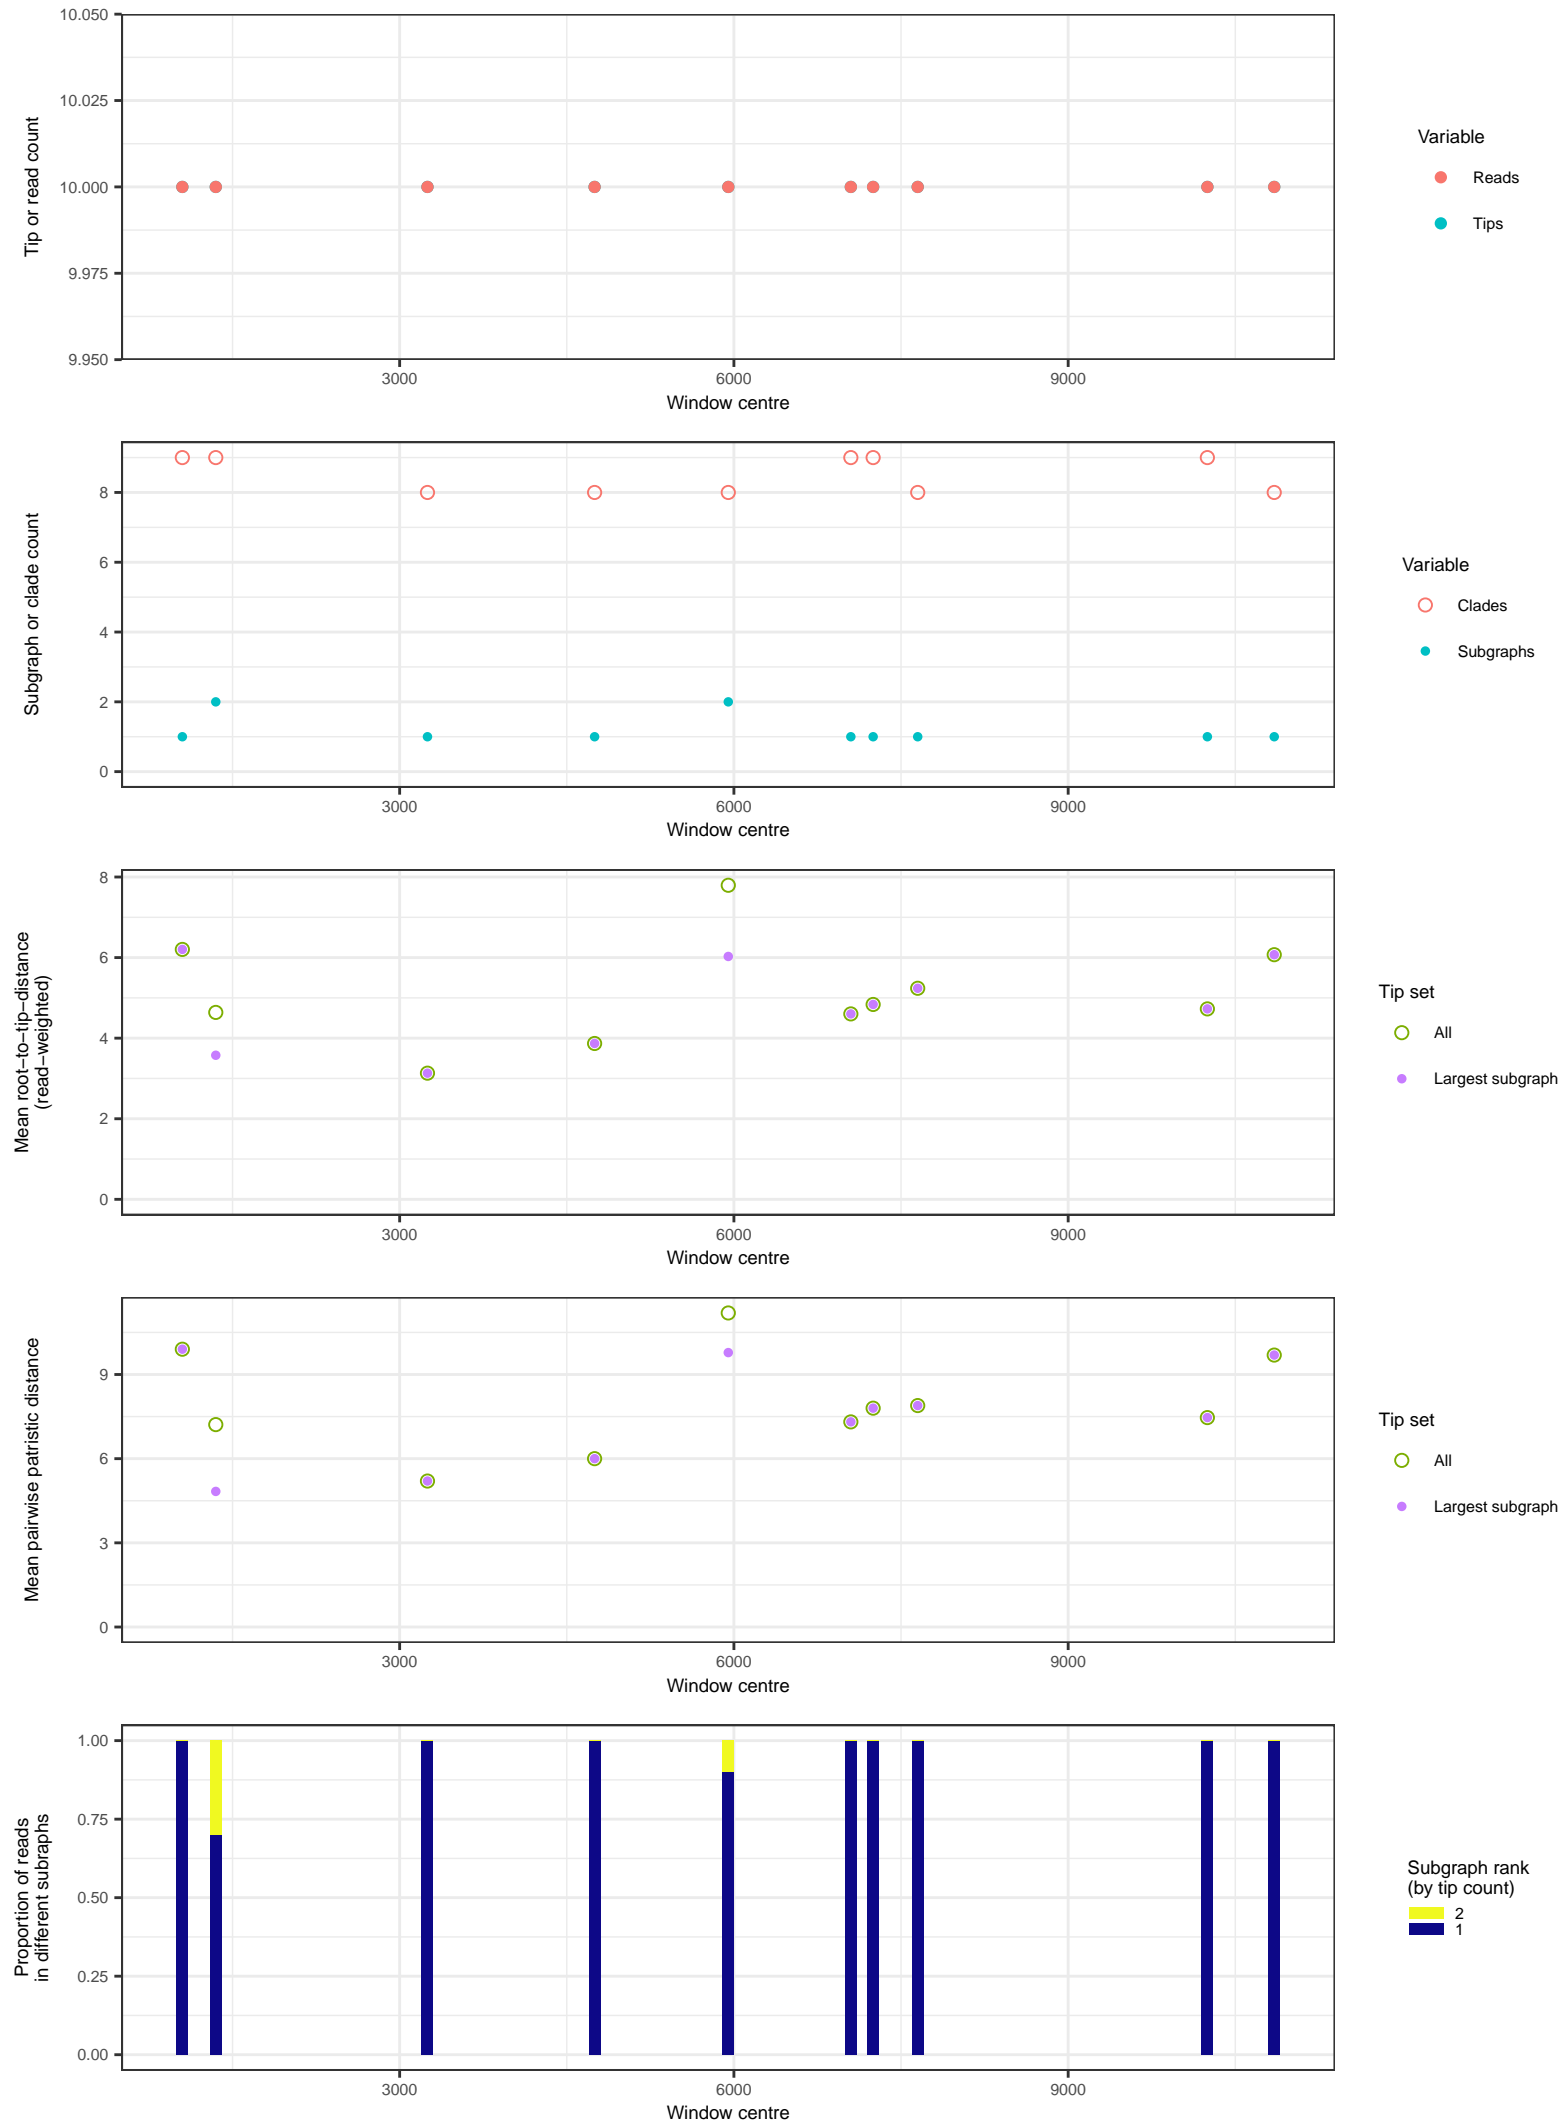 10.050
10.025
10.000
9.975
9.950
Tip or read count
3000
6000
9000
Window centre
Variable
Reads
Tips
8
6
4
2
0
Subgraph or clade count
3000
6000
9000
Window centre
Variable
Clades
Subgraphs
8
6
4
2
0
Mean root−to−tip−distance
(read−weighted)
3000
6000
9000
Window centre
Tip set
All
Largest subgraph
9
6
3
0
Mean pairwise patristic distance
3000
6000
9000
Window centre
Tip set
All
Largest subgraph
1.00
0.75
0.50
0.25
0.00
Proportion of reads
in different subraphs
3000
6000
9000
Window centre
Subgraph rank
(by tip count)
2
1